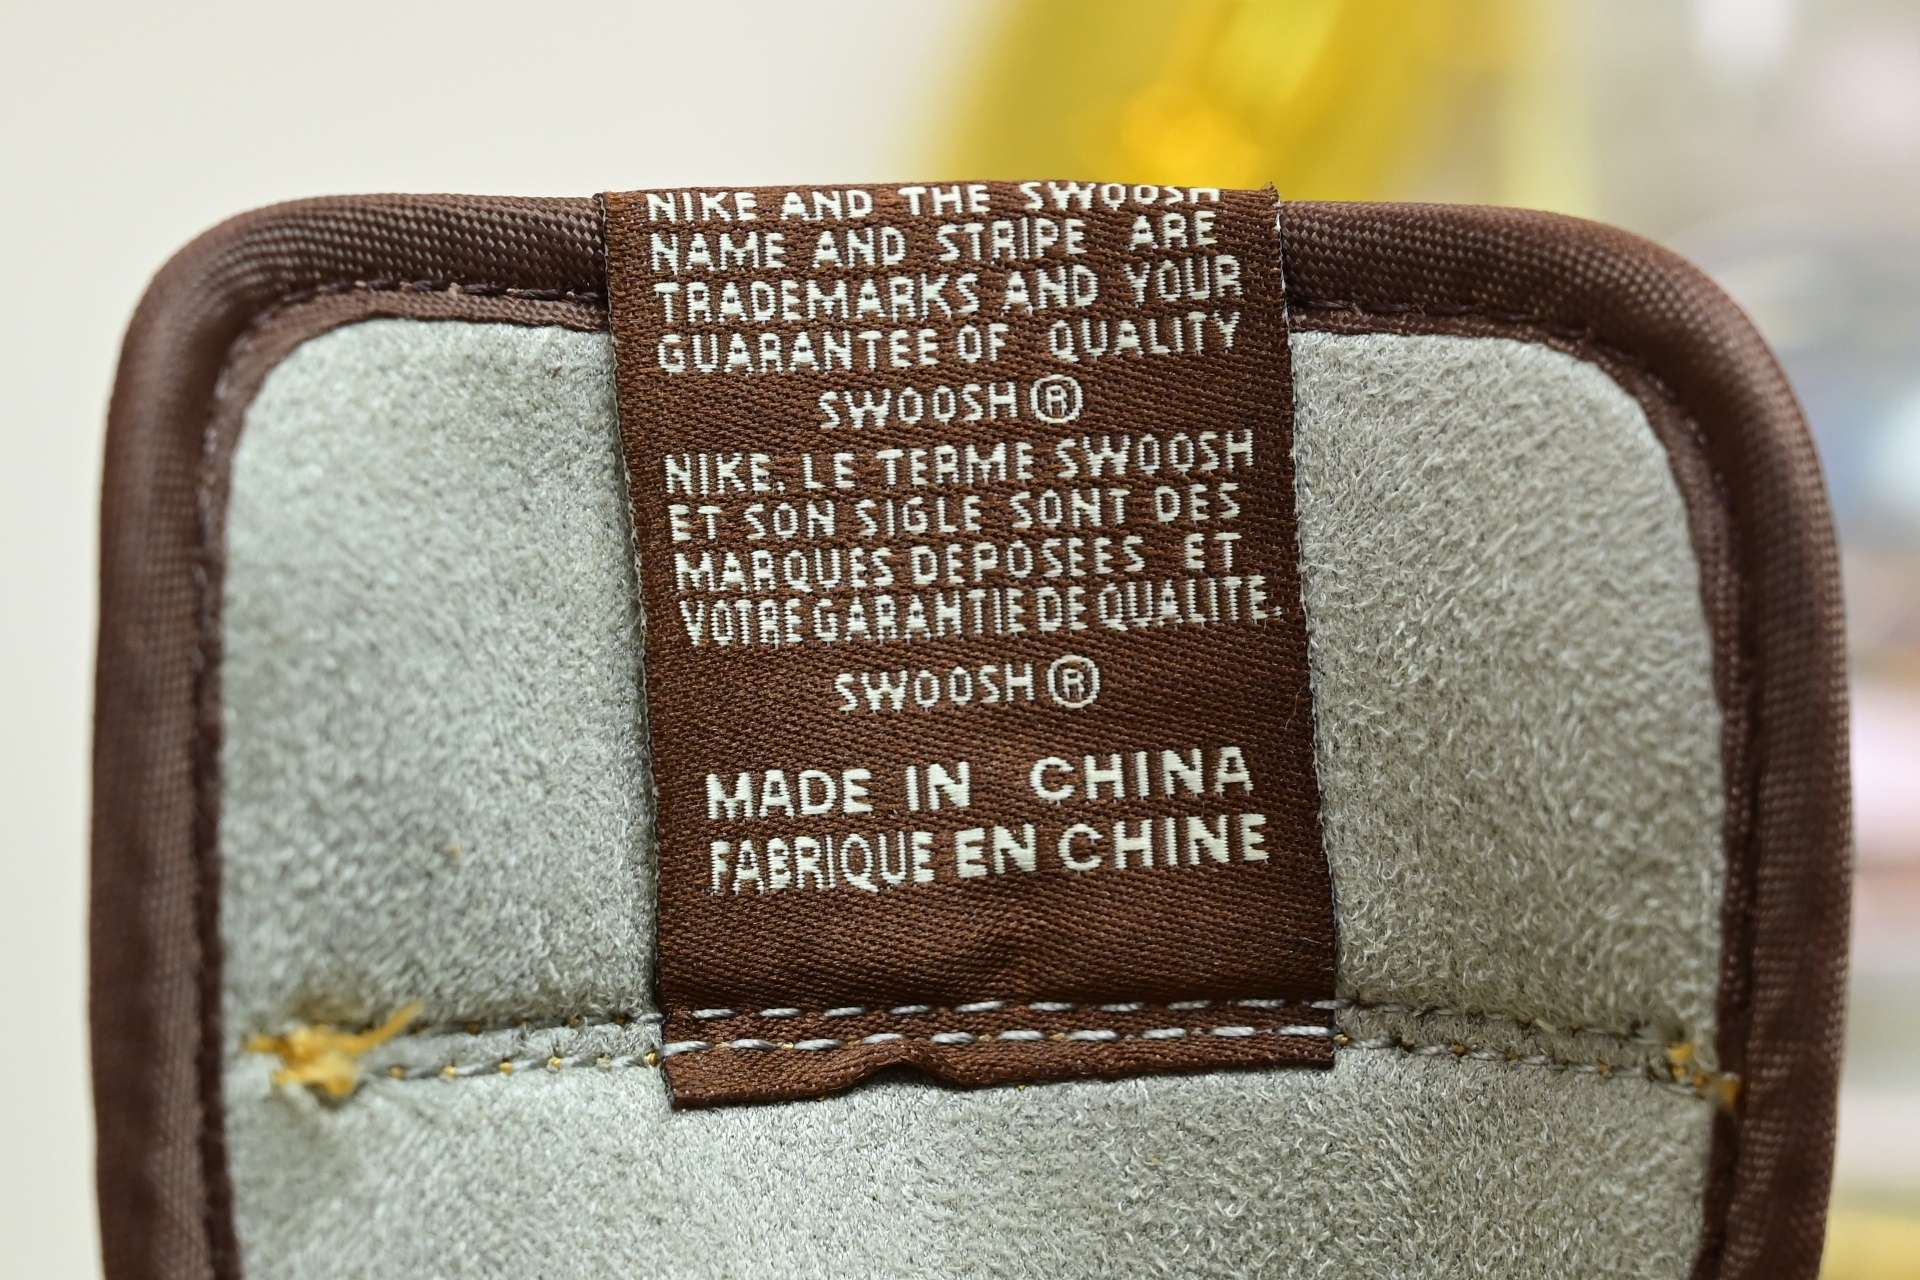 NIKE AND THE SWOOSH
NAME AND STRIPE ARE
TRADEMARKS AND YOUR
GUARANTEE OF QUALITY
SWOOSH®
NIKE. LE TERME SWOOSH
ET SON SIGLE SONT DES
MARQUES DEPOSEES ET
VOTRE GARAHTIE DE QUALITE.
SWOOSH®
MADE IN CHINA
FABRIQUE EN CHINE